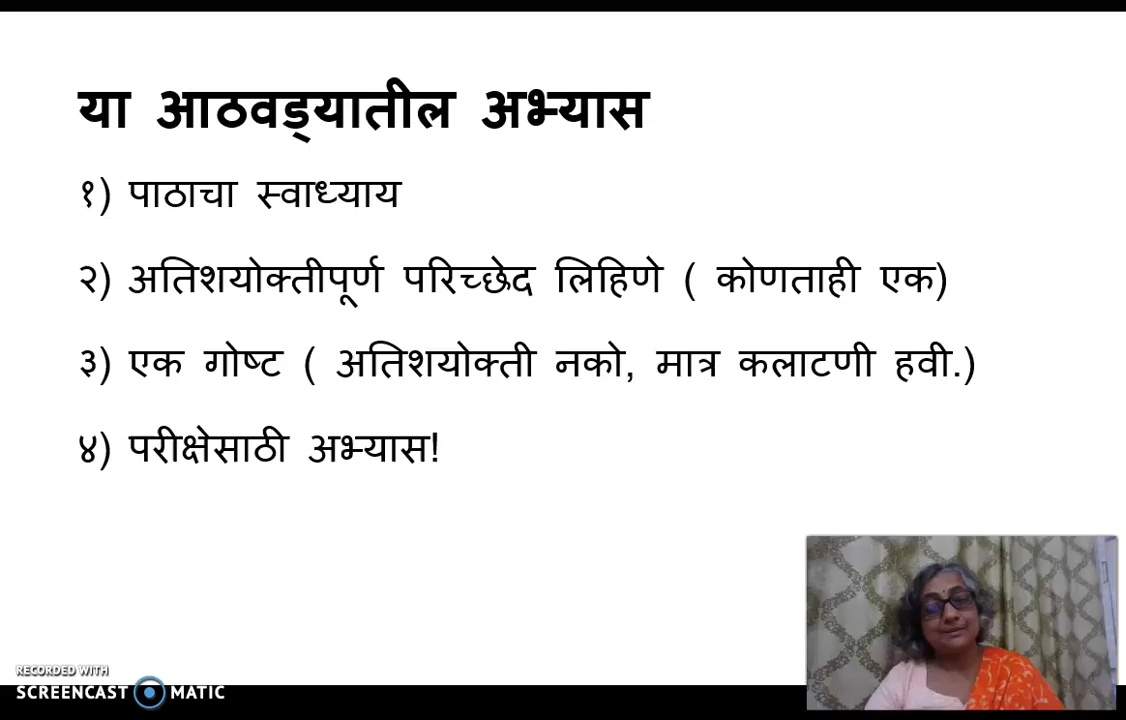 या आठवड्यातील अभ्यास
१) पाठाचा स्वाध्याय
२) अतिशयोक्तीपूर्ण परिच्छेद लिहिणे ( कोणताही एक)
३) एक गोष्ट ( अतिशयोक्ती नको, मात्र कलाटणी हवी.)
४) परीक्षेसाठी अभ्यास!
RECORDED WITH
SCREENCAST MATIC